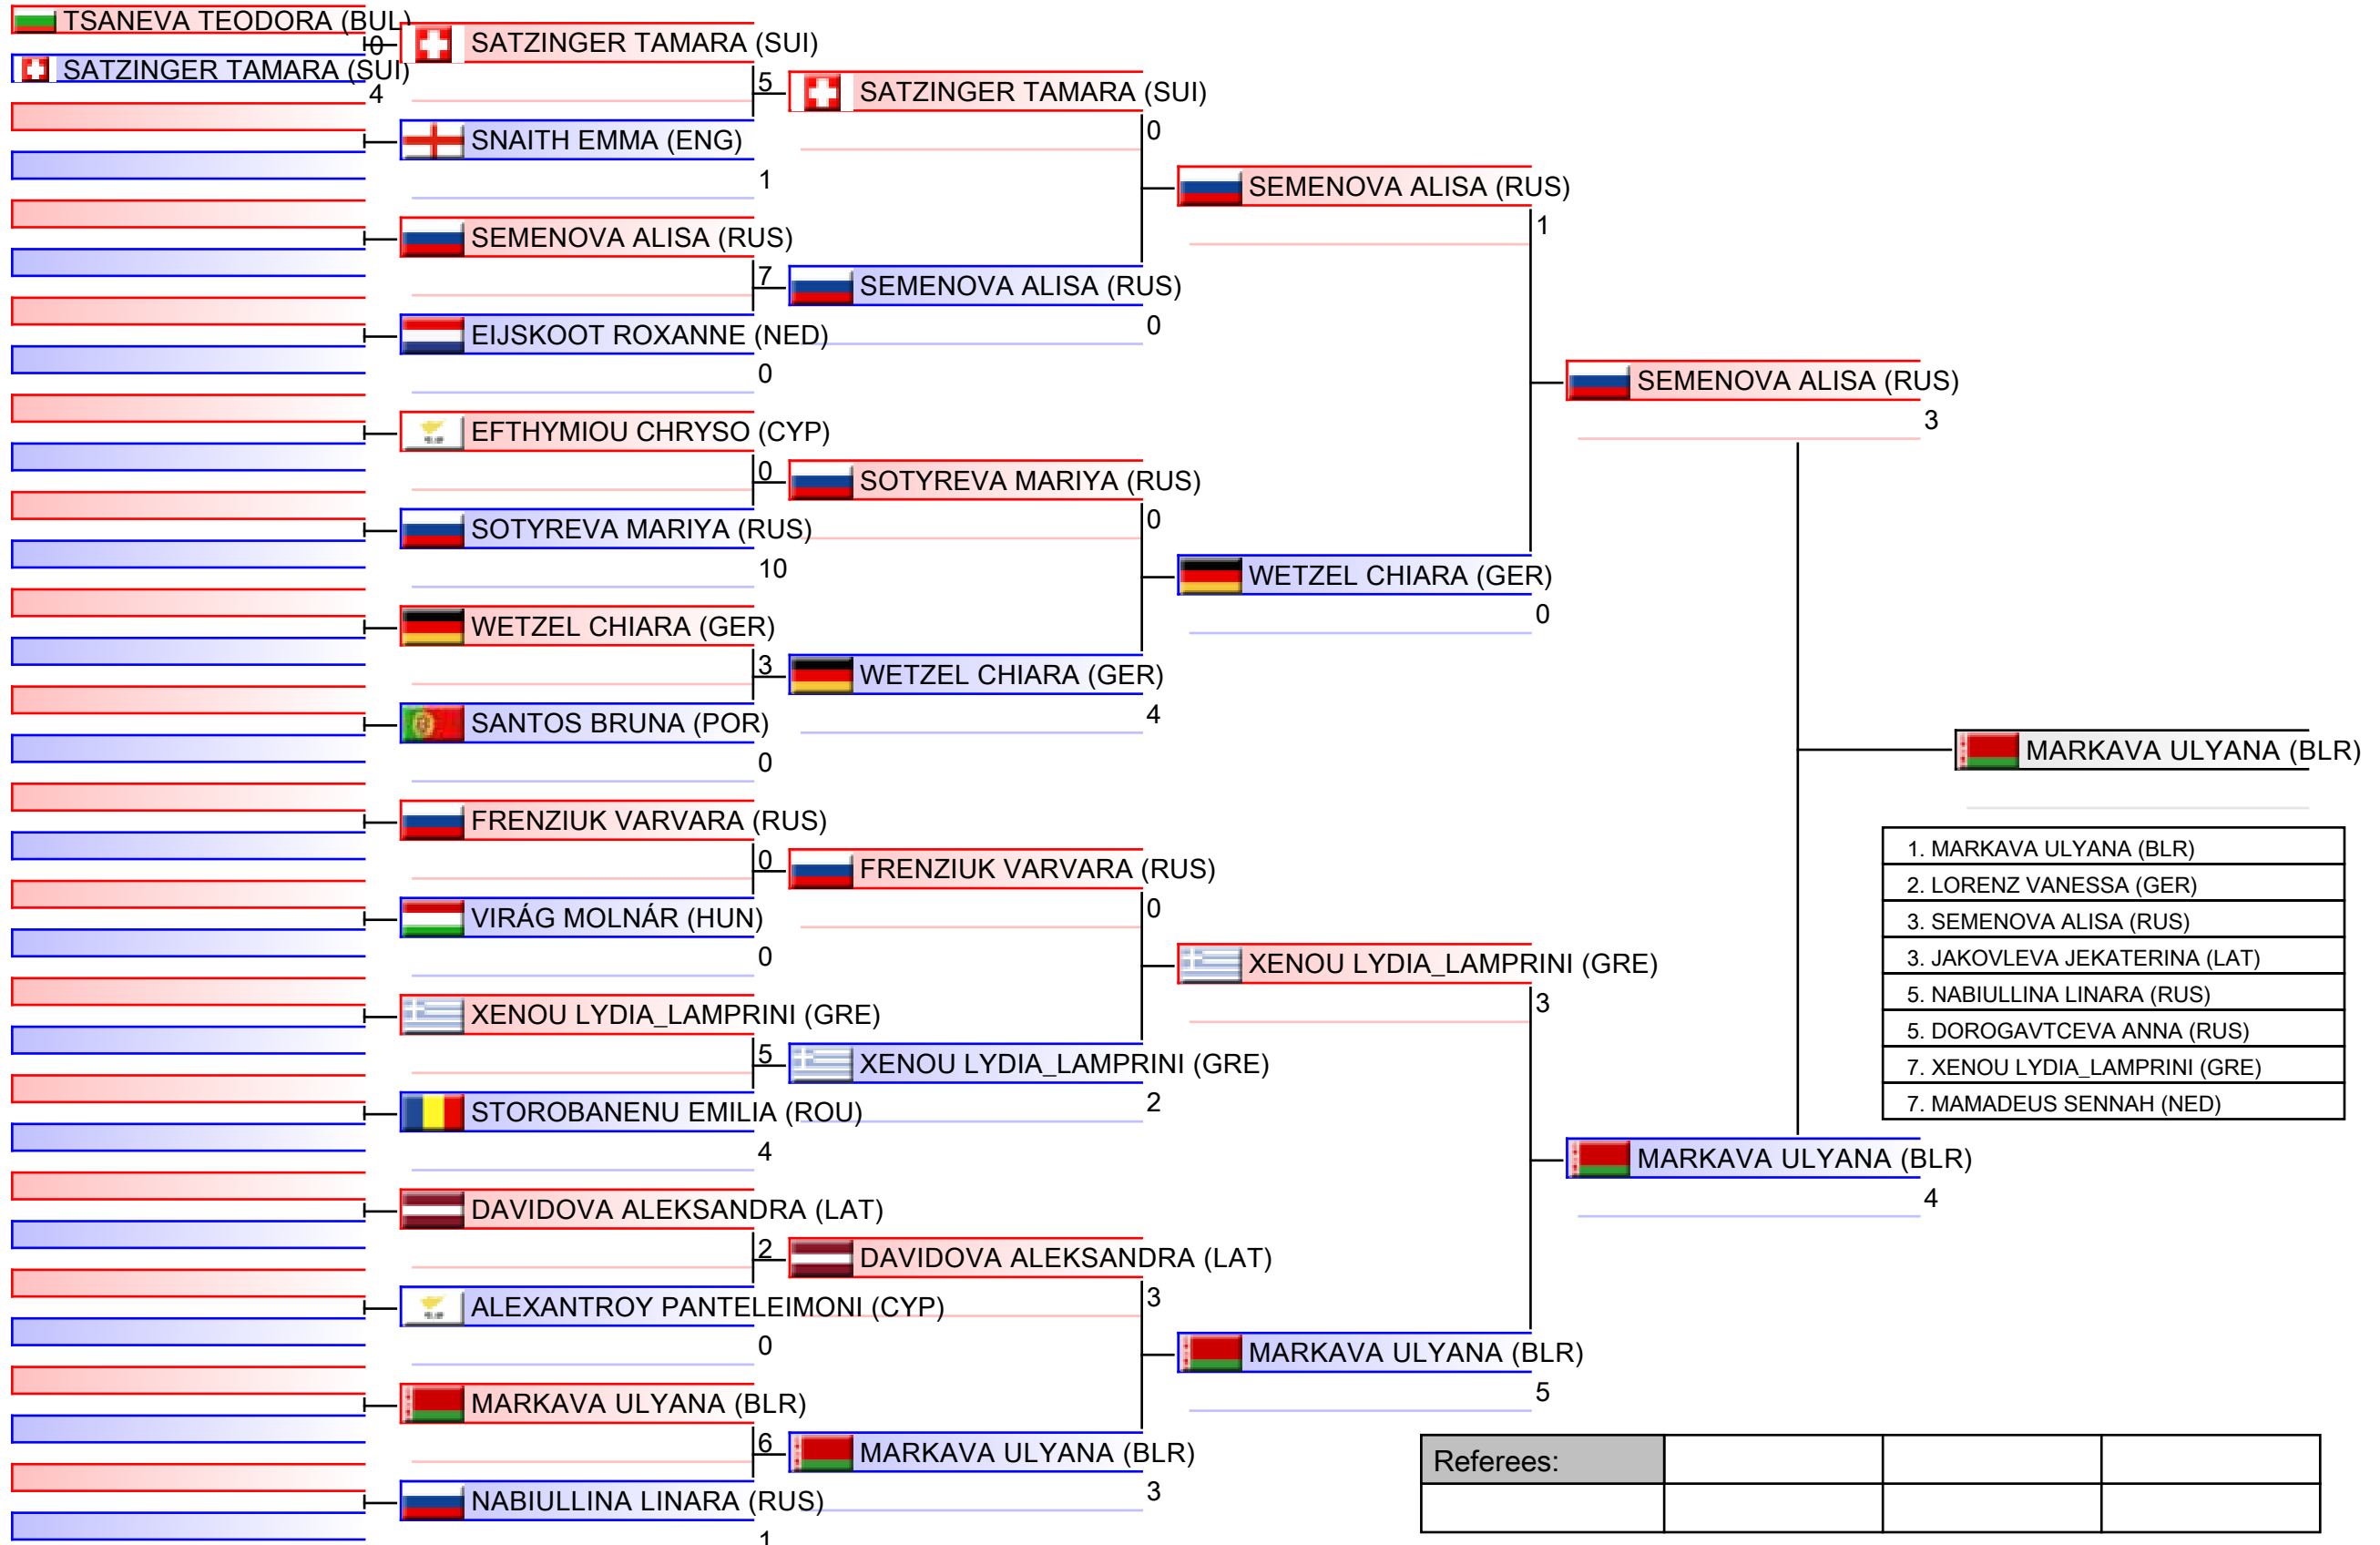 TSANEVA TEODORA (BUL)
0
SATZINGER TAMARA (SUI)
4
SATZINGER TAMARA (SUI)
5
SNAITH EMMA (ENG)
1
SEMENOVA ALISA (RUS)
7
EIJSKOOT ROXANNE (NED)
0
EFTHYMIOU CHRYSO (CYP)
0
SOTYREVA MARIYA (RUS)
10
WETZEL CHIARA (GER)
3
SANTOS BRUNA (POR)
0
FRENZIUK VARVARA (RUS)
0
VIRÁG MOLNÁR (HUN)
0
XENOU LYDIA_LAMPRINI (GRE)
5
STOROBANENU EMILIA (ROU)
4
DAVIDOVA ALEKSANDRA (LAT)
2
ALEXANTROY PANTELEIMONI (CYP)
0
MARKAVA ULYANA (BLR)
6
NABIULLINA LINARA (RUS)
1
SATZINGER TAMARA (SUI)
0
SEMENOVA ALISA (RUS)
0
SOTYREVA MARIYA (RUS)
0
WETZEL CHIARA (GER)
4
FRENZIUK VARVARA (RUS)
0
XENOU LYDIA_LAMPRINI (GRE)
2
DAVIDOVA ALEKSANDRA (LAT)
3
MARKAVA ULYANA (BLR)
3
SEMENOVA ALISA (RUS)
1
WETZEL CHIARA (GER)
0
XENOU LYDIA_LAMPRINI (GRE)
3
MARKAVA ULYANA (BLR)
5
SEMENOVA ALISA (RUS)
3
MARKAVA ULYANA (BLR)
4
MARKAVA ULYANA (BLR)
1. MARKAVA ULYANA (BLR)
2. LORENZ VANESSA (GER)
3. SEMENOVA ALISA (RUS)
3. JAKOVLEVA JEKATERINA (LAT)
5. NABIULLINA LINARA (RUS)
5. DOROGAVTCEVA ANNA (RUS)
7. XENOU LYDIA_LAMPRINI (GRE)
7. MAMADEUS SENNAH (NED)
Referees: